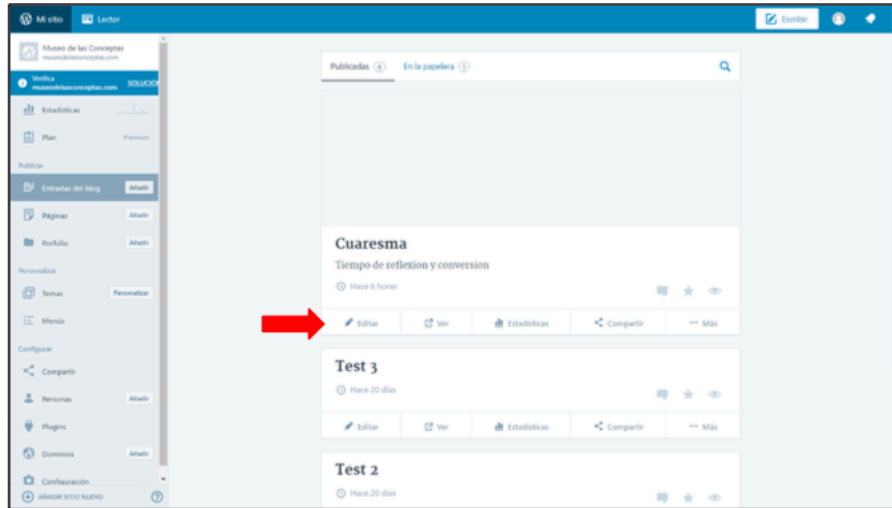 Mi sitio
Lector
Escribir
Museo de las Conceptas
museodelasconceptas.com
Verifica
museodelasconceptas.com.
SOLUCIÓN
Estadísticas
Plan
Premium
Publicar
Entradas del blog
Añadir
Páginas
Añadir
Porfolio
Añadir
Personalizar
Temas
Personalizar
Menús
Configurar
Compartir
Personas
Añadir
Plugins
Dominios
Añadir
Configuración
AÑADIR SITIO NUEVO
Publicadas 4
En la papelera 1
Cuaresma
Tiempo de reflexion y conversion
Hace 6 horas
Editar
Ver
Estadísticas
Compartir
Más
Test 3
Hace 20 días
Editar
Ver
Estadísticas
Compartir
Más
Test 2
Hace 20 días